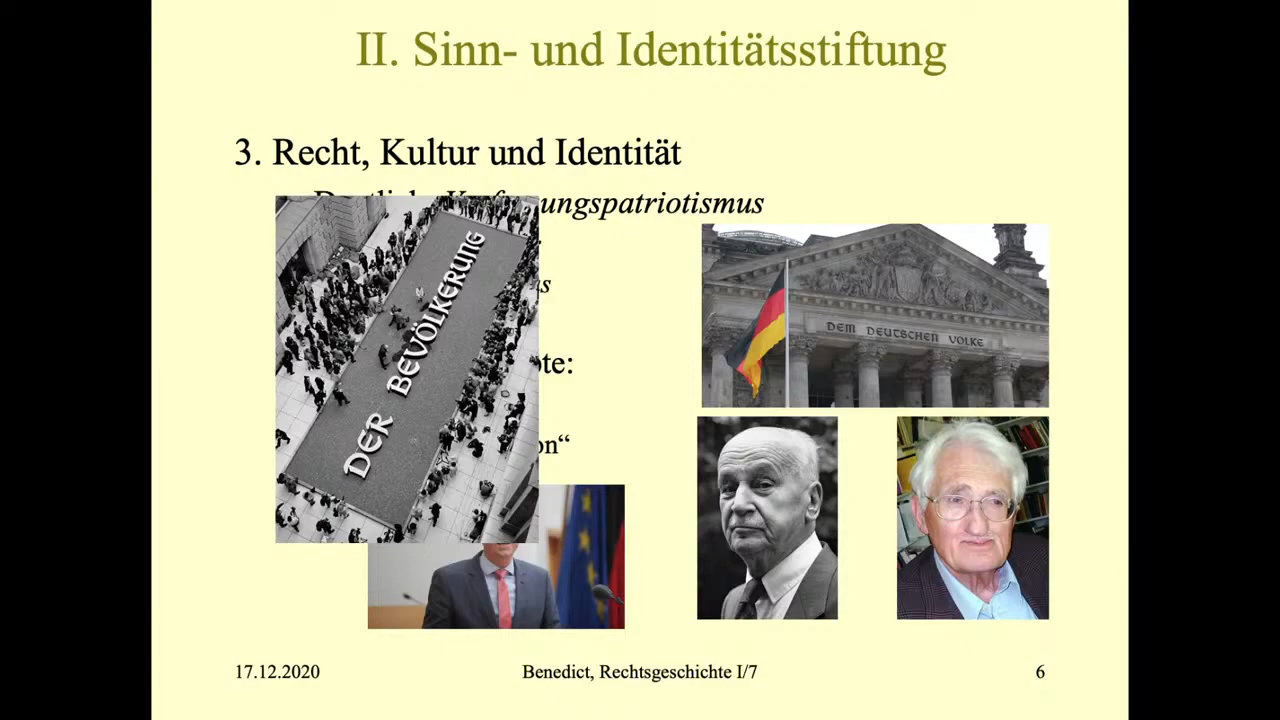 II. Sinn- und Identitätsstiftung
3. Recht, Kultur und Identität
ungspatriotismus
on“
DER BEVÖLKERUNG
DEM DEUTSCHEN VOLKE
17.12.2020
Benedict, Rechtsgeschichte I/7
6